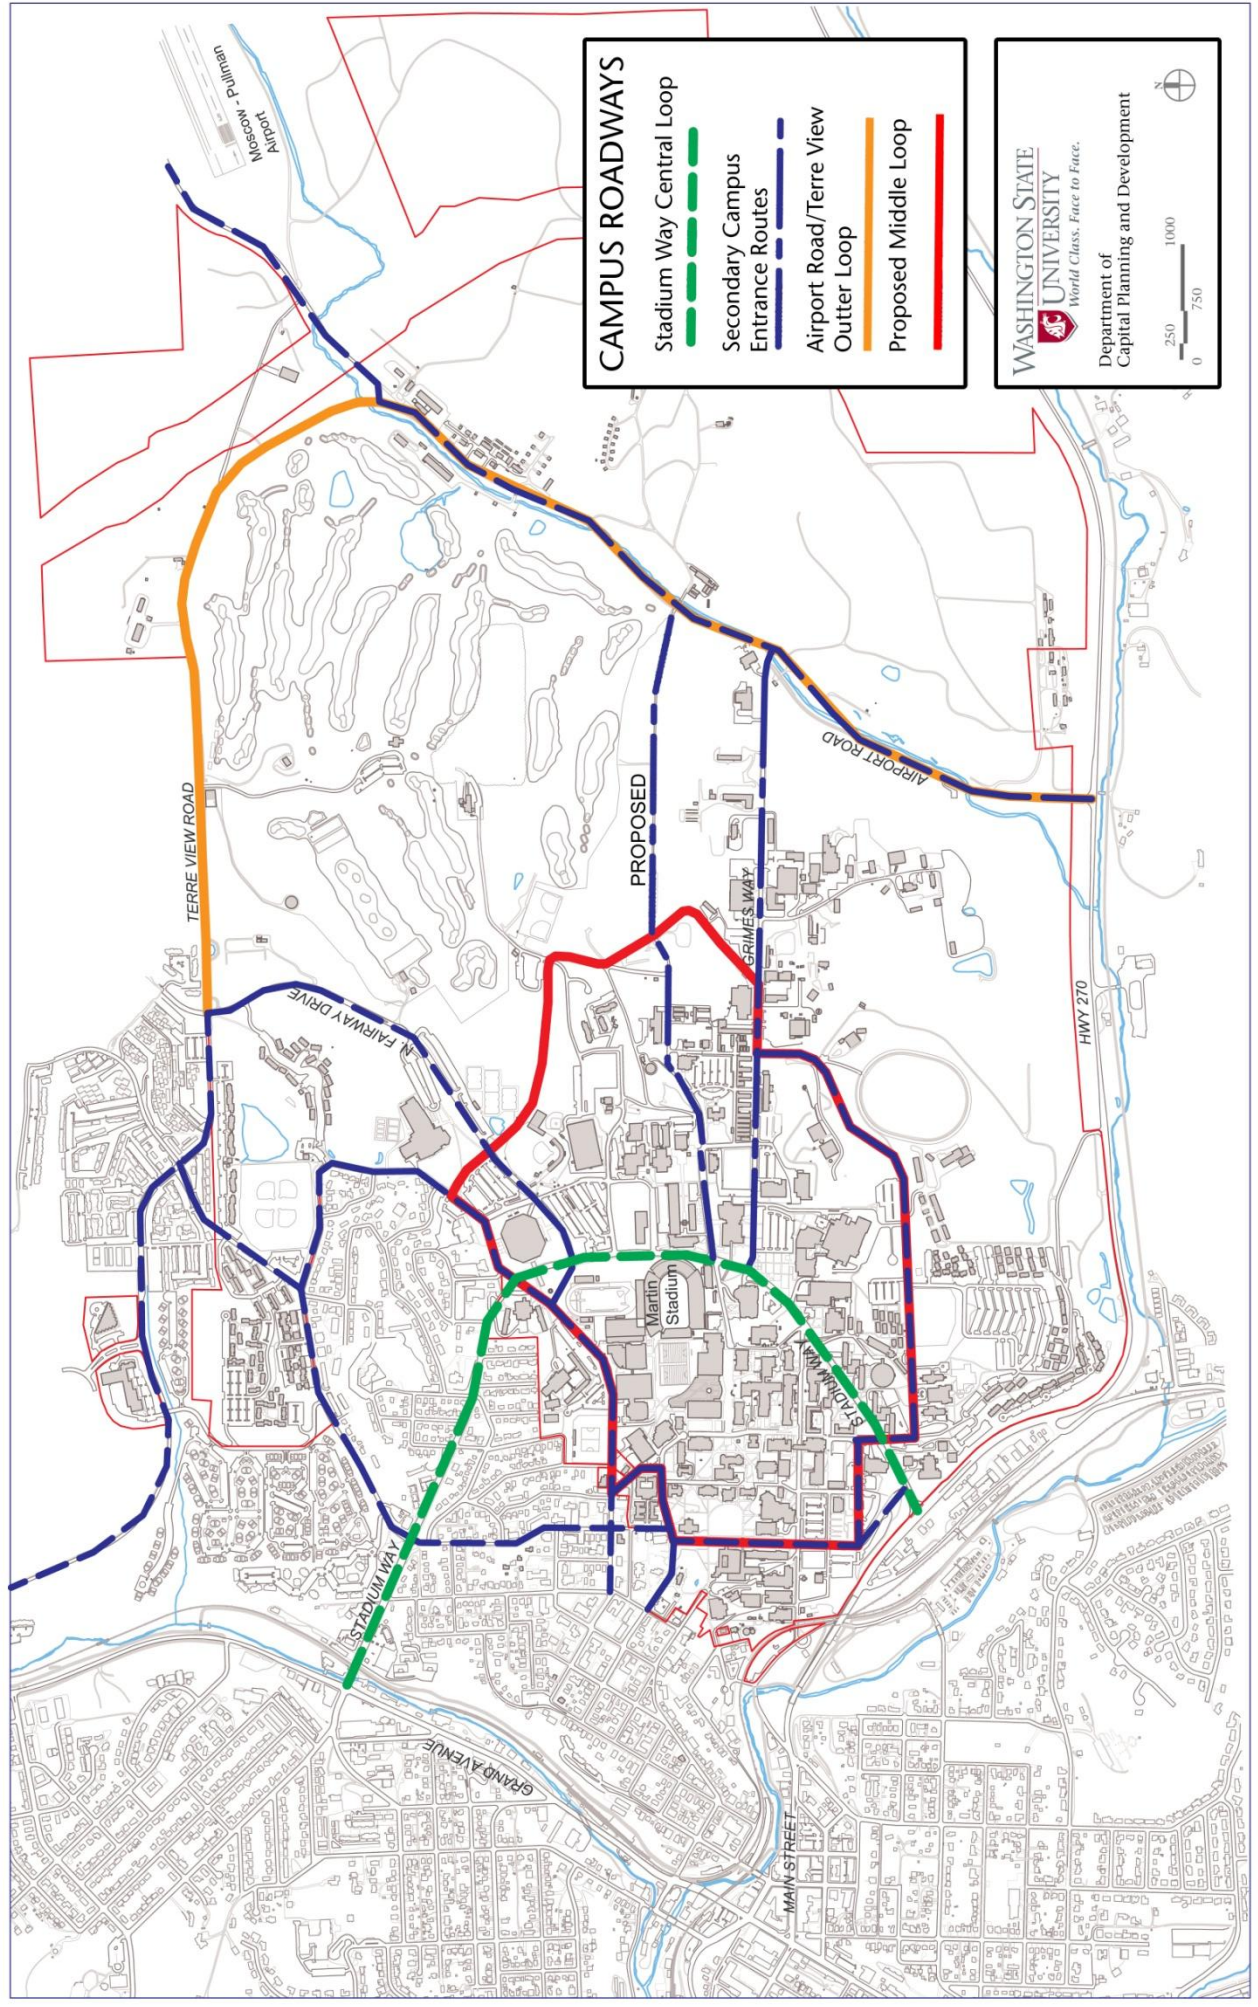 Moscow - Pullman
Airport
CAMPUS ROADWAYS
Stadium Way Central Loop
Secondary Campus
Entrance Routes
Airport Road/Terre View
Outter Loop
Proposed Middle Loop
WASHINGTON STATE
UNIVERSITY
World Class. Face to Face.
Department of
Capital Planning and Development
N
0
250
750
1000
TERRE VIEW ROAD
PROPOSED
AIRPORT ROAD
GRIMES WAY
N. FAIRWAY DRIVE
HWY 270
Martin
Stadium
STADIUM WAY
STADIUM WAY
GRAND AVENUE
MAIN STREET